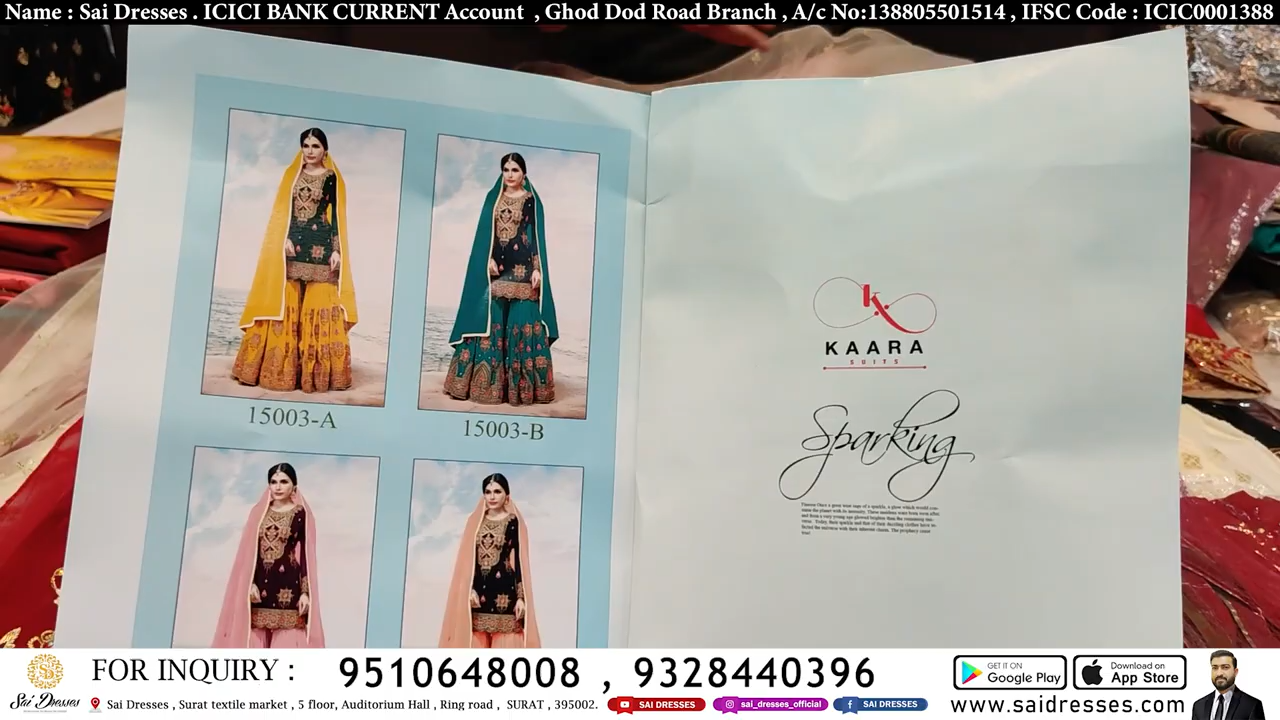 Name : Sai Dresses . ICICI BANK CURRENT Account , Ghod Dod Road Branch , A/c No:138805501514 , IFSC Code : ICIC0001388
15003-A
15003-B
KAARA
SUITS
Sparking
FOR INQUIRY : 9510648008 , 9328440396
GET IT ON
Google Play
Download on
App Store
Sai Dresses
Sai Dresses , Surat textile market , 5 floor, Auditorium Hall , Ring road , SURAT , 395002.
SAI DRESSES
sai_dresses_official
SAI DRESSES
www.saidresses.com